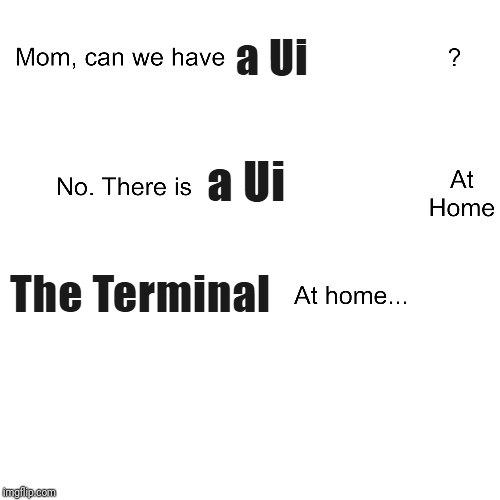 Mom, can we have a Ui ?
No. There is a Ui At
Home
The Terminal At home...
imgflip.com